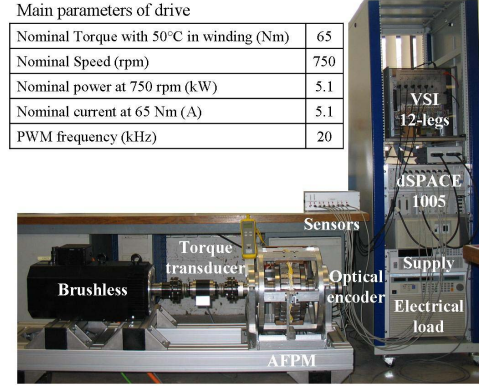 Main parameters of drive
Nominal Torque with 50°C in winding (Nm) 65
Nominal Speed (rpm) 750
Nominal power at 750 rpm (kW) 5.1
Nominal current at 65 Nm (A) 5.1
PWM frequency (kHz) 20
VSI
12-legs
dSPACE
1005
Sensors
Torque
transducer
Optical
encoder
Supply
Brushless
Electrical
load
AFPM